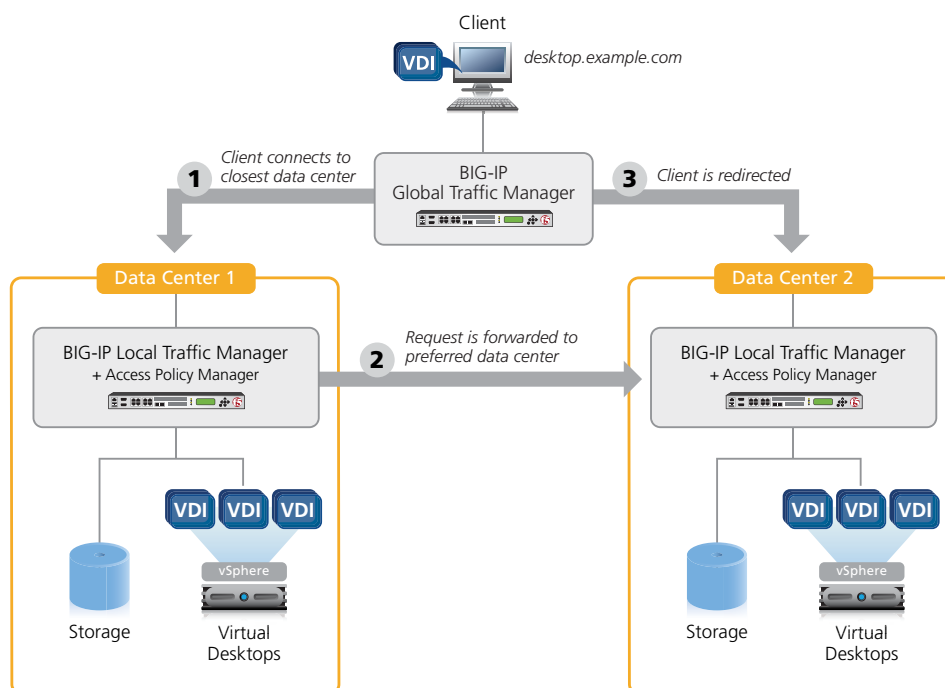 Client
VDI
desktop.example.com
1
Client connects to
closest data center
BIG-IP
Global Traffic Manager
3
Client is redirected
Data Center 1
Data Center 2
BIG-IP Local Traffic Manager
+ Access Policy Manager
2
Request is forwarded to
preferred data center
BIG-IP Local Traffic Manager
+ Access Policy Manager
VDI VDI VDI
vSphere
Storage
Virtual
Desktops
VDI VDI VDI
vSphere
Storage
Virtual
Desktops